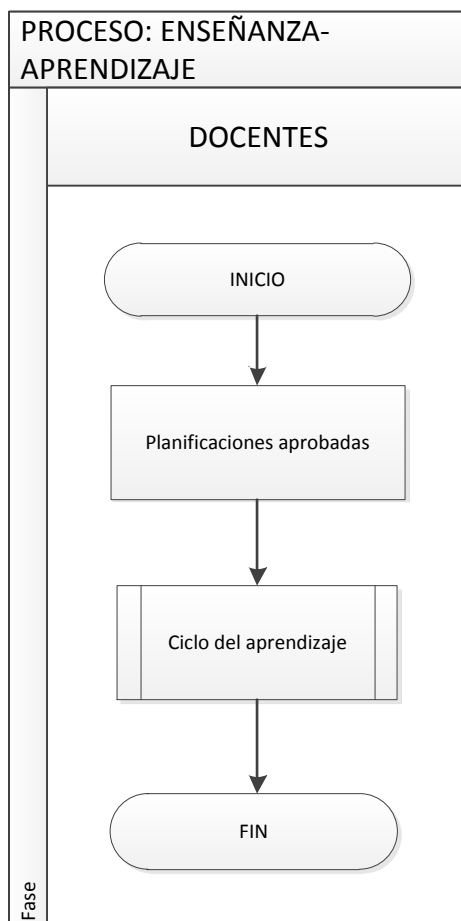 PROCESO: ENSEÑANZA-
APRENDIZAJE
DOCENTES
INICIO
Planificaciones aprobadas
Ciclo del aprendizaje
FIN
Fase